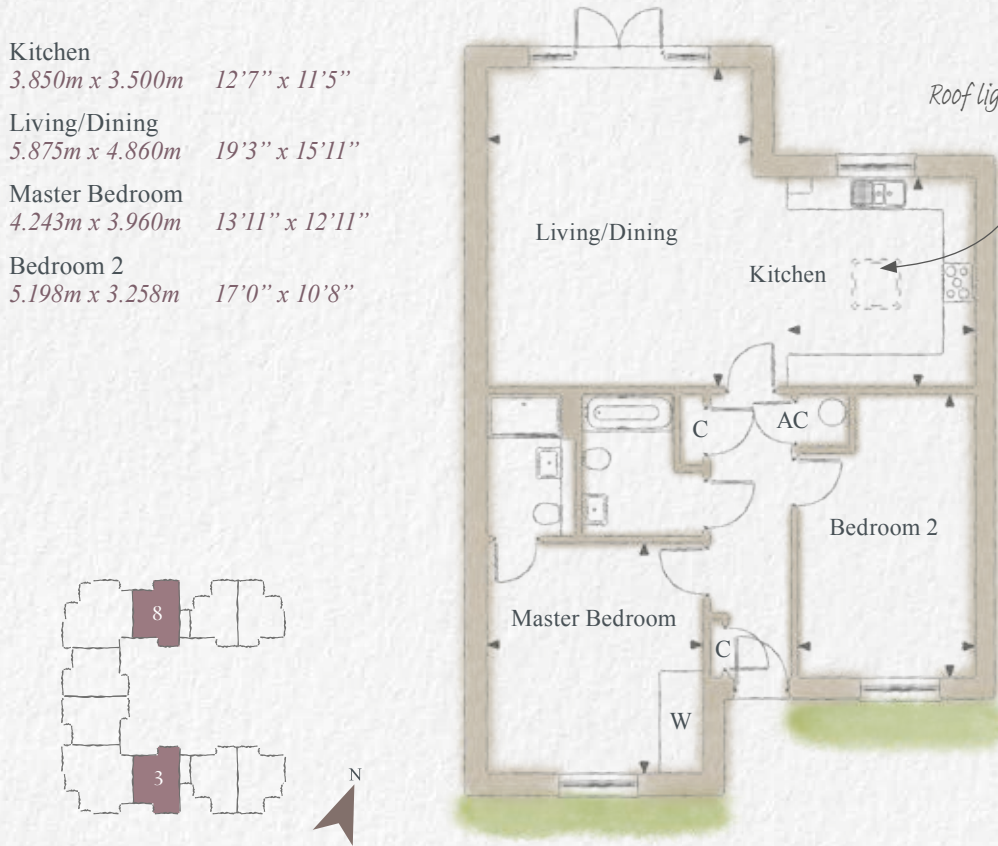 Kitchen
3.850m x 3.500m 12’7” x 11’5”
Living/Dining
5.875m x 4.860m 19’3” x 15’11”
Master Bedroom
4.243m x 3.960m 13’11” x 12’11”
Bedroom 2
5.198m x 3.258m 17’0” x 10’8”
Roof lig
Living/Dining
Kitchen
C
AC
Bedroom 2
Master Bedroom
C
W
8
3
N